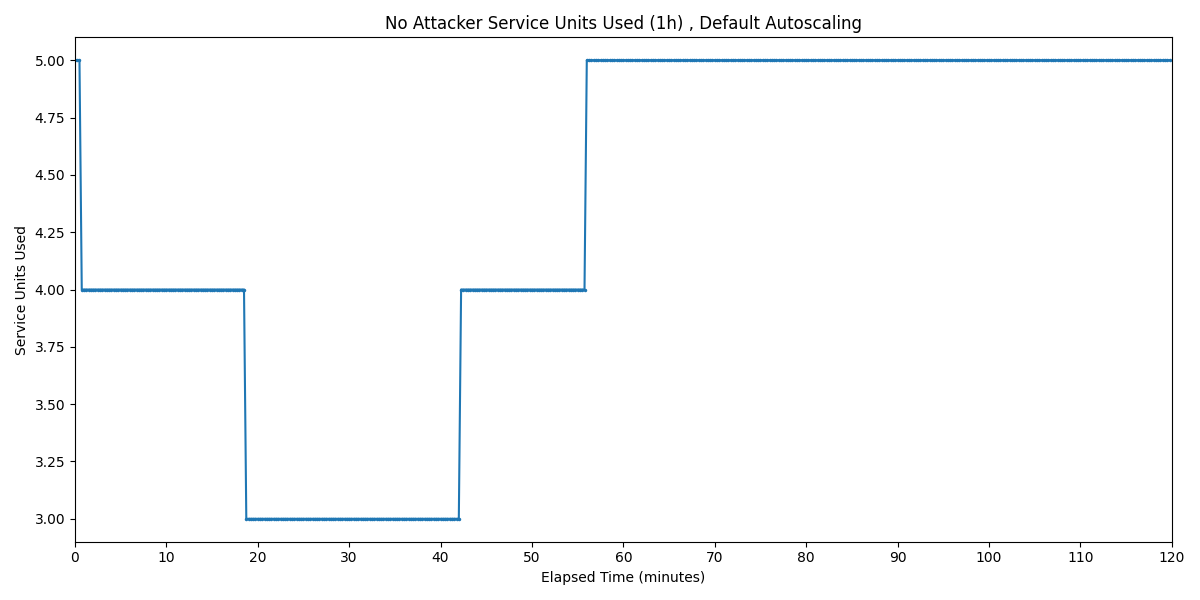 No Attacker Service Units Used (1h) , Default Autoscaling
5.00
4.75
4.50
4.25
4.00
3.75
3.50
3.25
3.00
Service Units Used
0 10 20 30 40 50 60 70 80 90 100 110 120
Elapsed Time (minutes)